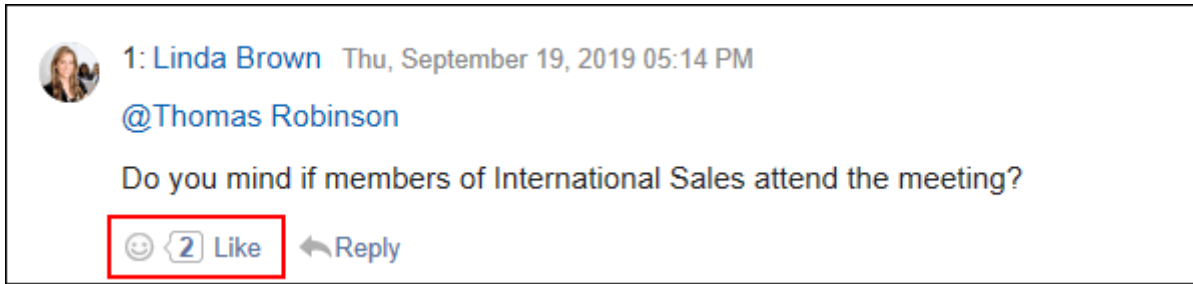 1: Linda Brown Thu, September 19, 2019 05:14 PM
@Thomas Robinson
Do you mind if members of International Sales attend the meeting?
2 Like Reply